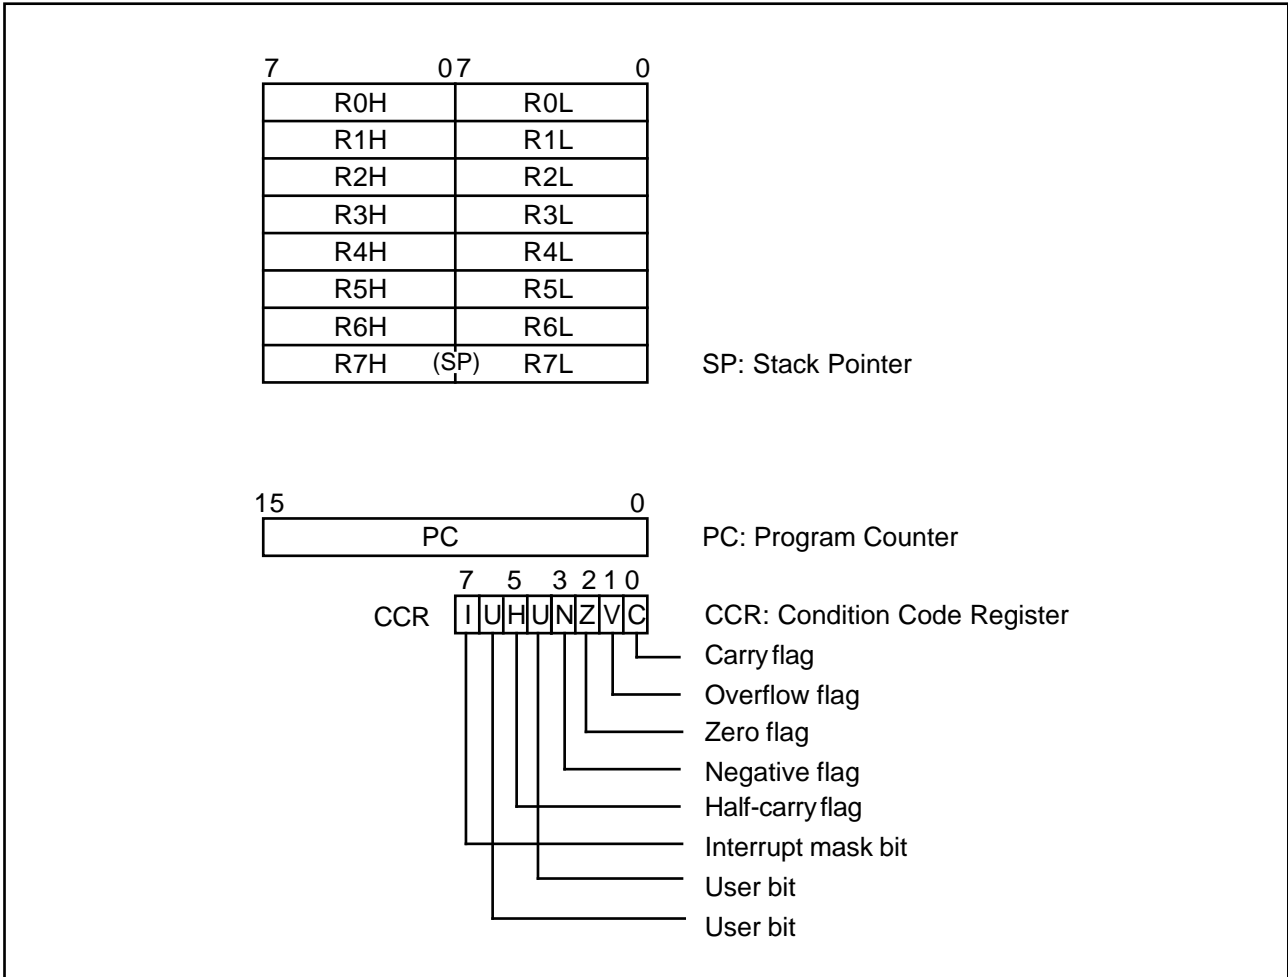 7 0 7 0
R0H R0L
R1H R1L
R2H R2L
R3H R3L
R4H R4L
R5H R5L
R6H R6L
R7H (SP) R7L SP: Stack Pointer
15 0
PC PC: Program Counter
7 5 3 2 1 0
CCR I U H U N Z V C CCR: Condition Code Register
Carry flag
Overflow flag
Zero flag
Negative flag
Half-carry flag
Interrupt mask bit
User bit
User bit